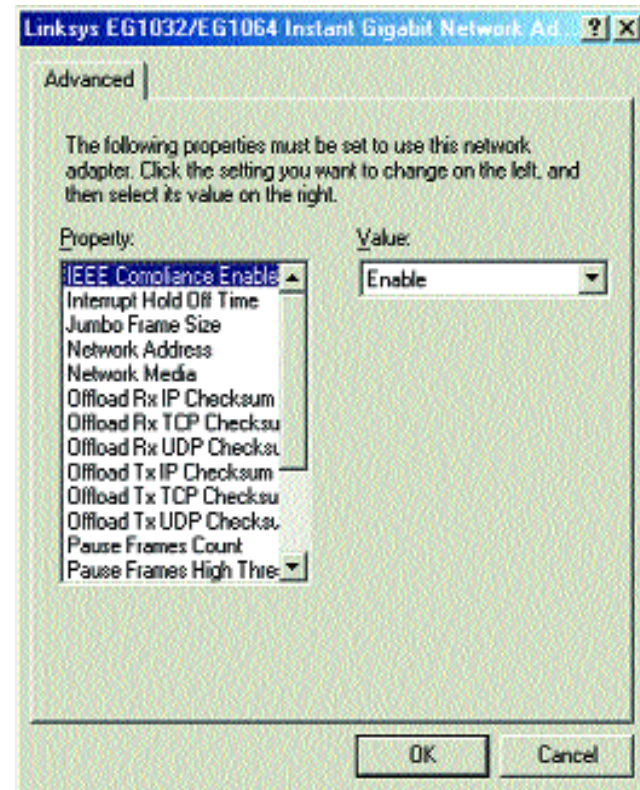 Linksys EG1032/EG1064 Instant Gigabit Network Ad... ? X
Advanced
The following properties must be set to use this network
adapter. Click the setting you want to change on the left, and
then select its value on the right.
Property:
Value:
IEEE Compliance Enable
Enable
Interrupt Hold Off Time
Jumbo Frame Size
Network Address
Network Media
Offload Rx IP Checksum
Offload Rx TCP Checksu
Offload Rx UDP Checksu
Offload Tx IP Checksum
Offload Tx TCP Checksu
Offload Tx UDP Checksu
Pause Frames Count
Pause Frames High Thre
OK
Cancel